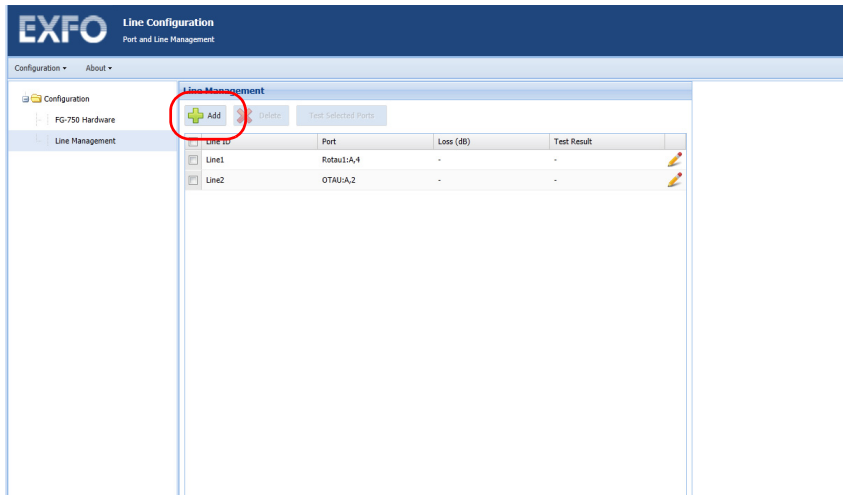 EXFO
Line Configuration
Port and Line Management
Configuration
About
Configuration
FG-750 Hardware
Line Management
Line Management
Add
Delete
Test Selected Ports
Line ID Port Loss (dB) Test Result
Line1 Rotau1:A,4 - -
Line2 OTAU:A,2 - -